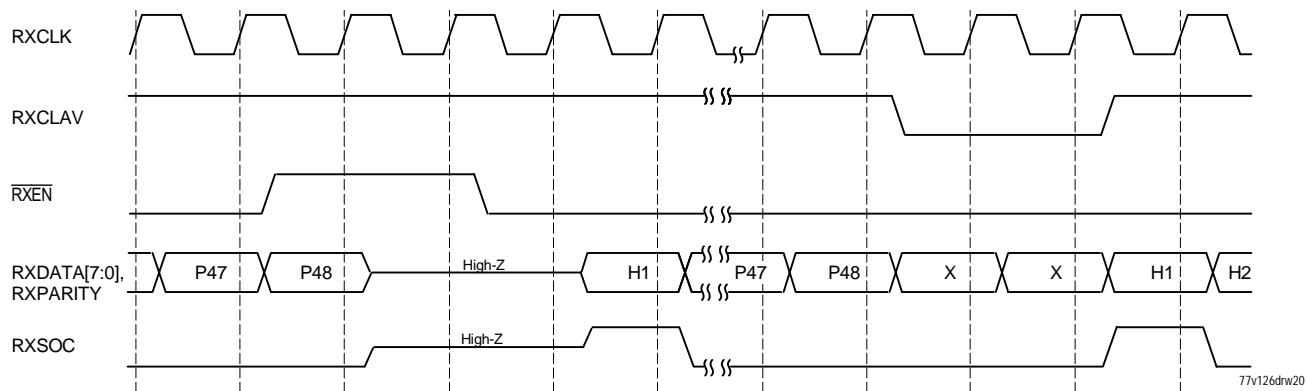 RXCLK
RXCLAV
RXEN
RXDATA[7:0], P47 P48 High-Z H1 P47 P48 X X H1 H2
RXPARITY
RXSOC High-Z
77v126drw20